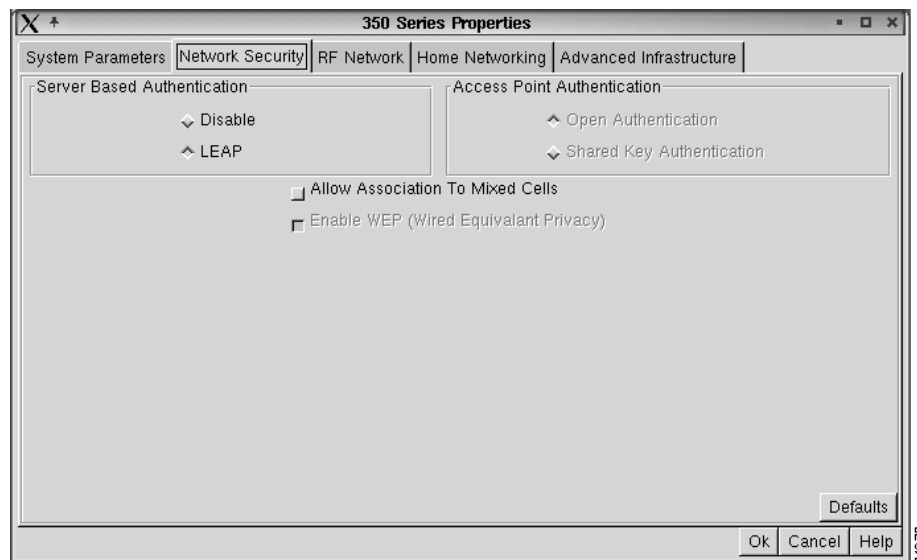 350 Series Properties
System Parameters Network Security RF Network Home Networking Advanced Infrastructure
Server Based Authentication
Disable
LEAP
Access Point Authentication
Open Authentication
Shared Key Authentication
Allow Association To Mixed Cells
Enable WEP (Wired Equivalant Privacy)
Defaults
Ok Cancel Help